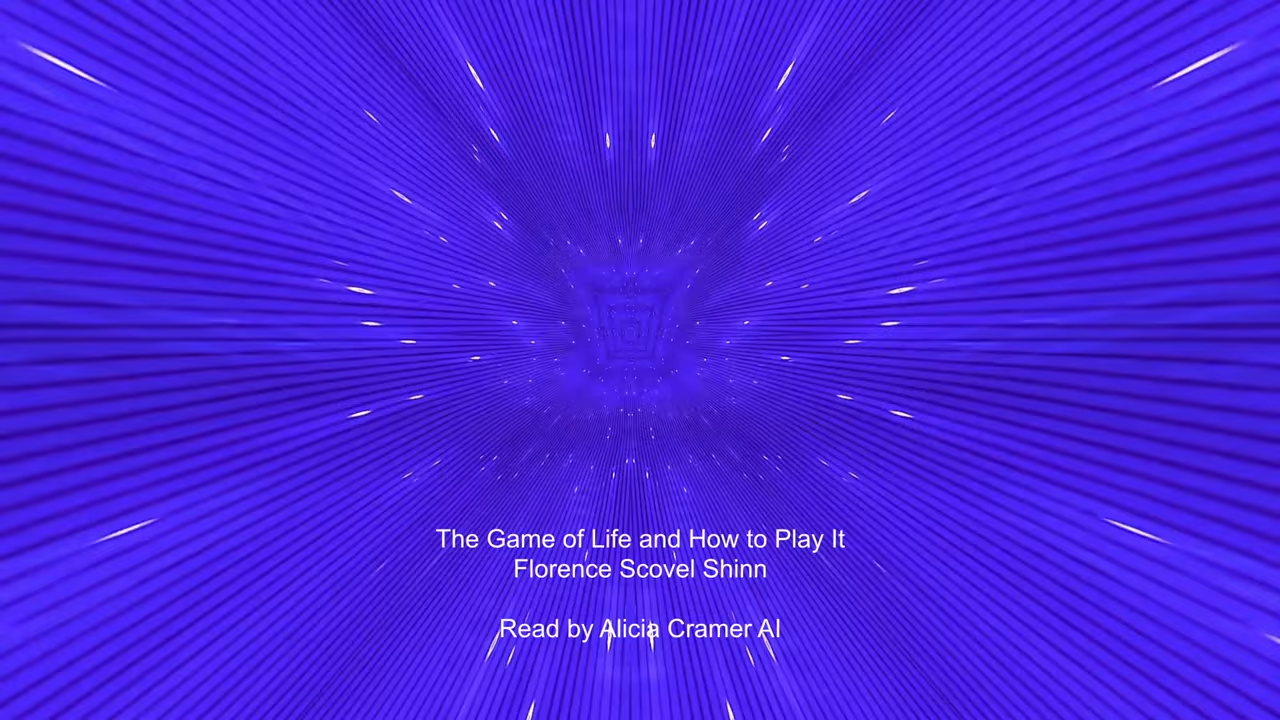 The Game of Life and How to Play It
Florence Scovel Shinn
Read by Alicia Cramer AI